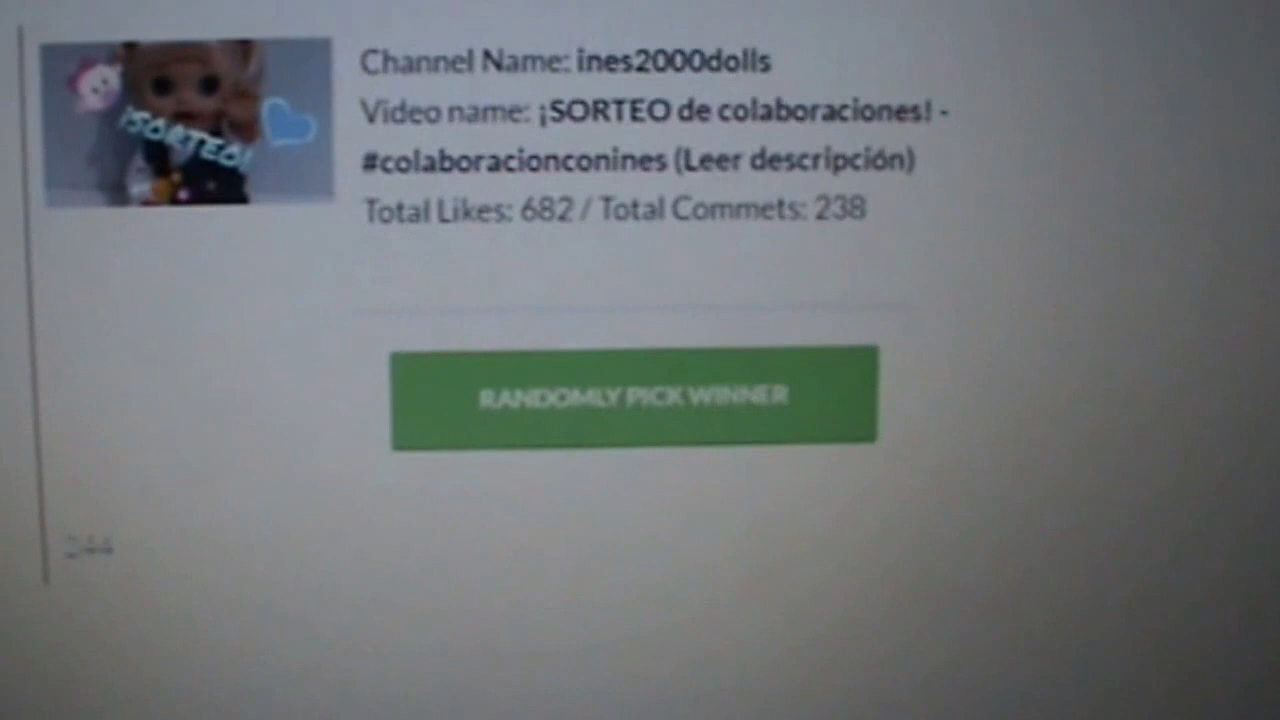 ¡SORTEO!
Channel Name: ines2000dolls
Video name: ¡SORTEO de colaboraciones! -
#colaboracionconines (Leer descripción)
Total Likes: 682 / Total Commets: 238
RANDOMLY PICK WINNER
244